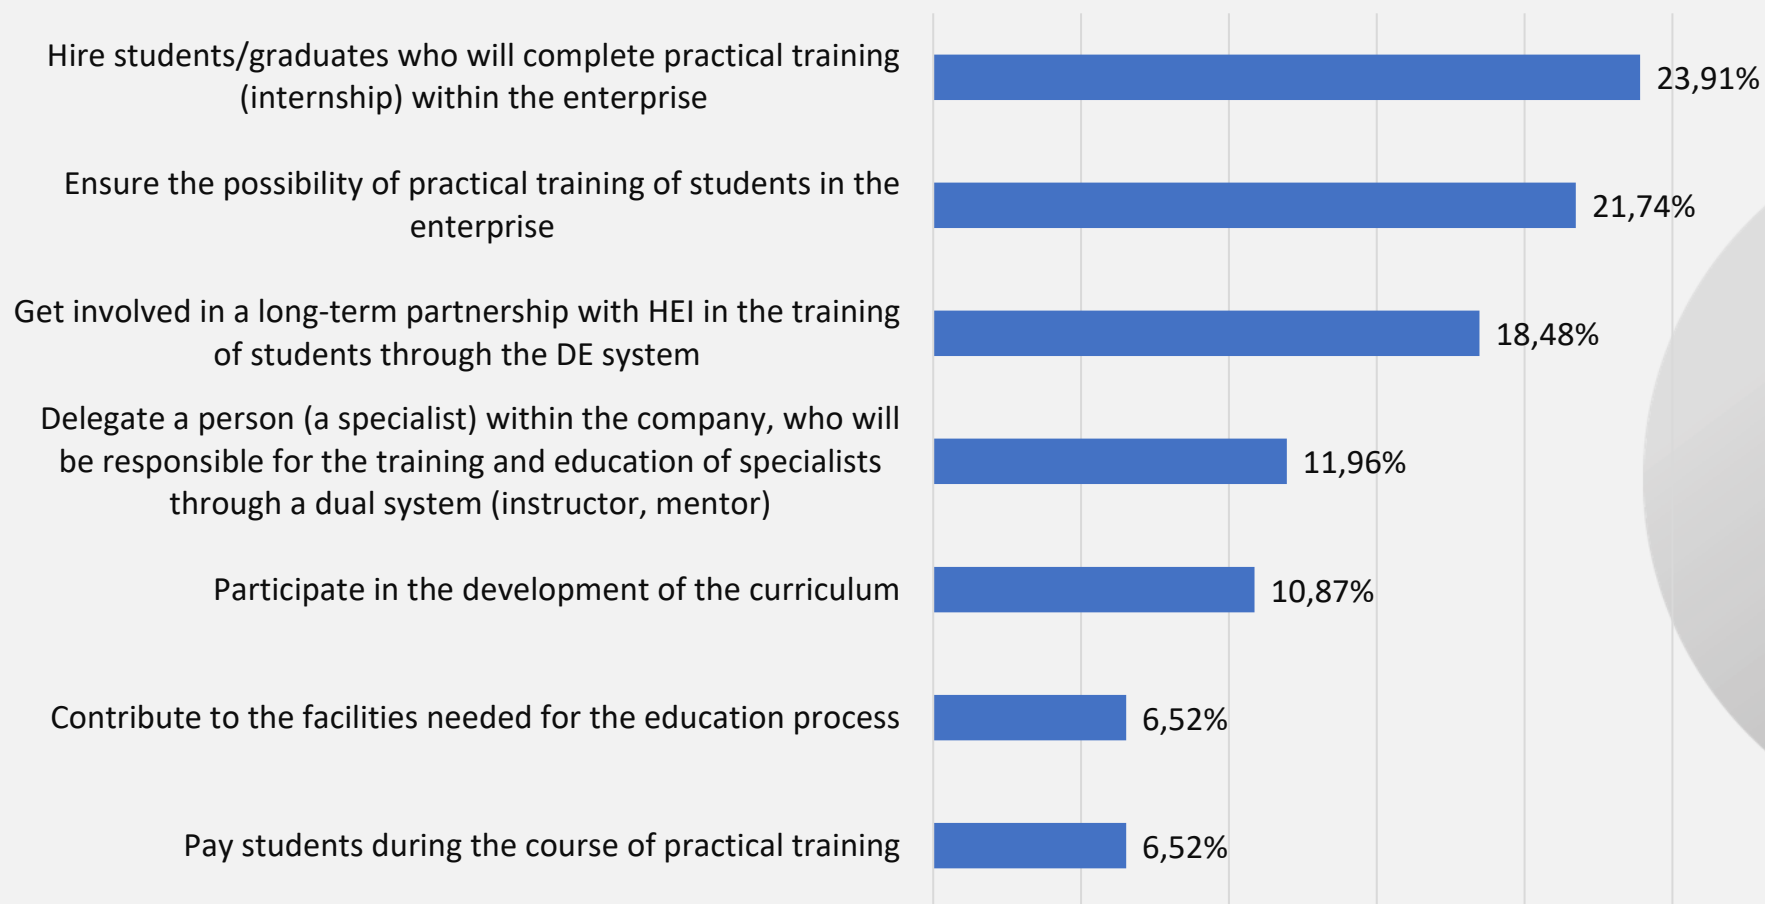 Hire students/graduates who will complete practical training
(internship) within the enterprise
23,91%
Ensure the possibility of practical training of students in the
enterprise
21,74%
Get involved in a long-term partnership with HEI in the training
of students through the DE system
18,48%
Delegate a person (a specialist) within the company, who will
be responsible for the training and education of specialists
through a dual system (instructor, mentor)
11,96%
Participate in the development of the curriculum
10,87%
Contribute to the facilities needed for the education process
6,52%
Pay students during the course of practical training
6,52%